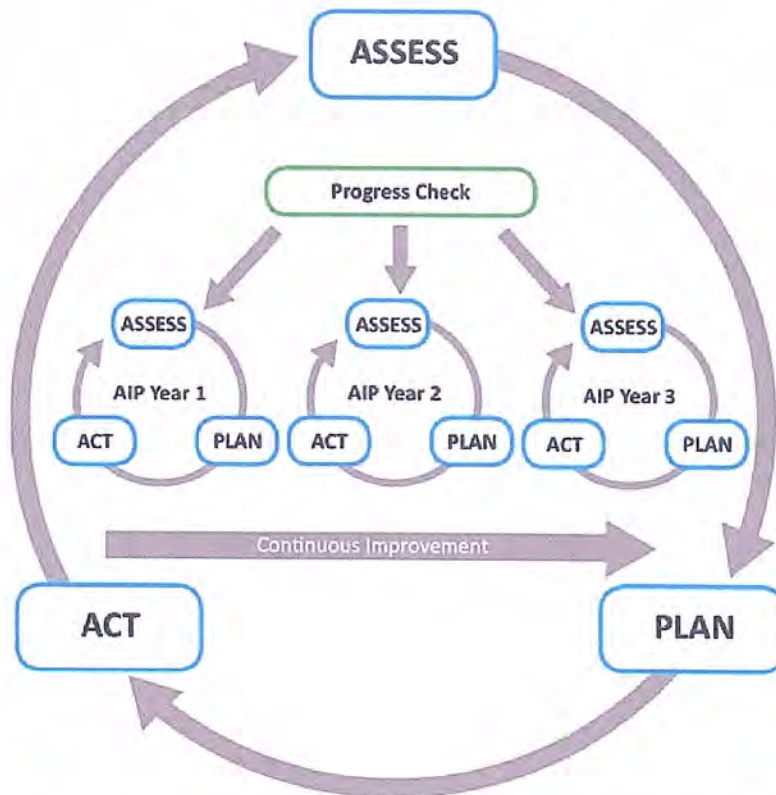 ASSESS
Progress Check
ASSESS
ASSESS
ASSESS
AIP Year 1
AIP Year 2
AIP Year 3
ACT
PLAN
ACT
PLAN
ACT
PLAN
Continuous Improvement
ACT
PLAN